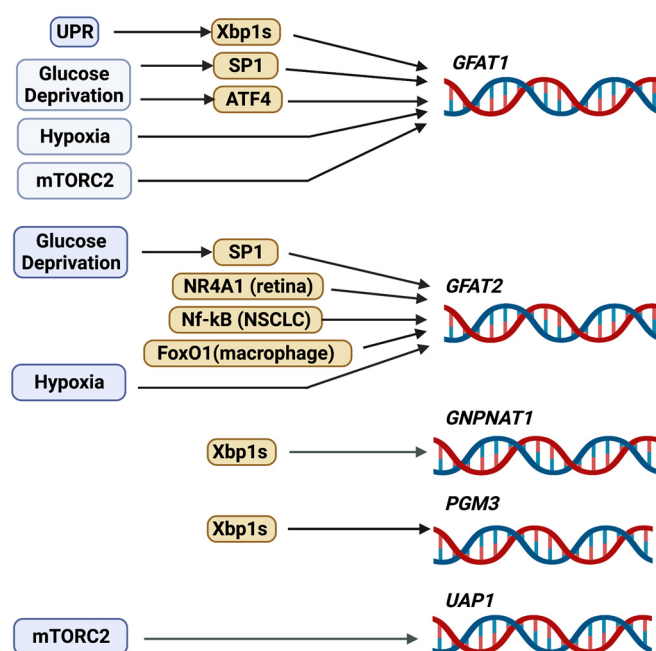 UPR
Xbp1s
GFAT1
Glucose
Deprivation
SP1
ATF4
Hypoxia
mTORC2
Glucose
Deprivation
SP1
GFAT2
NR4A1 (retina)
Nf-kB (NSCLC)
FoxO1(macrophage)
Hypoxia
GNPNAT1
Xbp1s
PGM3
Xbp1s
UAP1
mTORC2